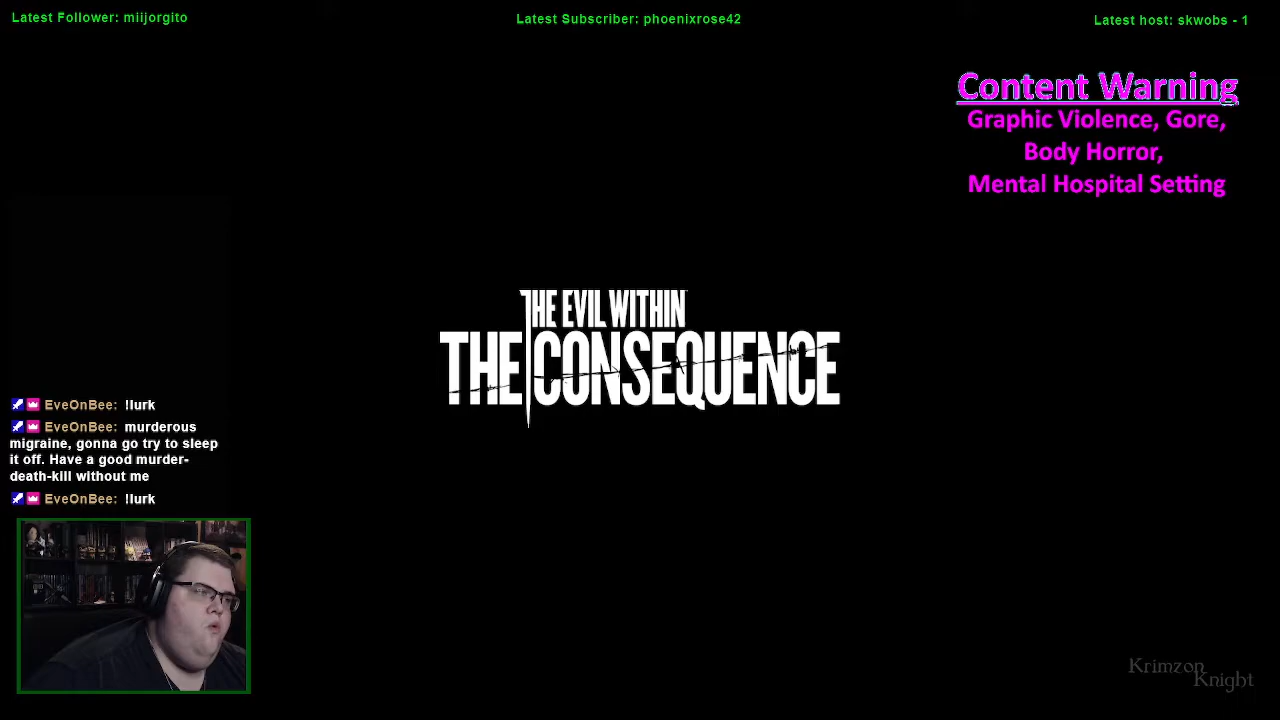 Latest Follower: miijorgito
Latest Subscriber: phoenixrose42
Latest host: skwobs - 1
Content Warning
Graphic Violence, Gore,
Body Horror,
Mental Hospital Setting
THE EVIL WITHIN
THE CONSEQUENCE
EveOnBee: !lurk
EveOnBee: murderous
migraine, gonna go try to sleep
it off. Have a good murder-
death-kill without me
EveOnBee: !lurk
Krimzon
Knight